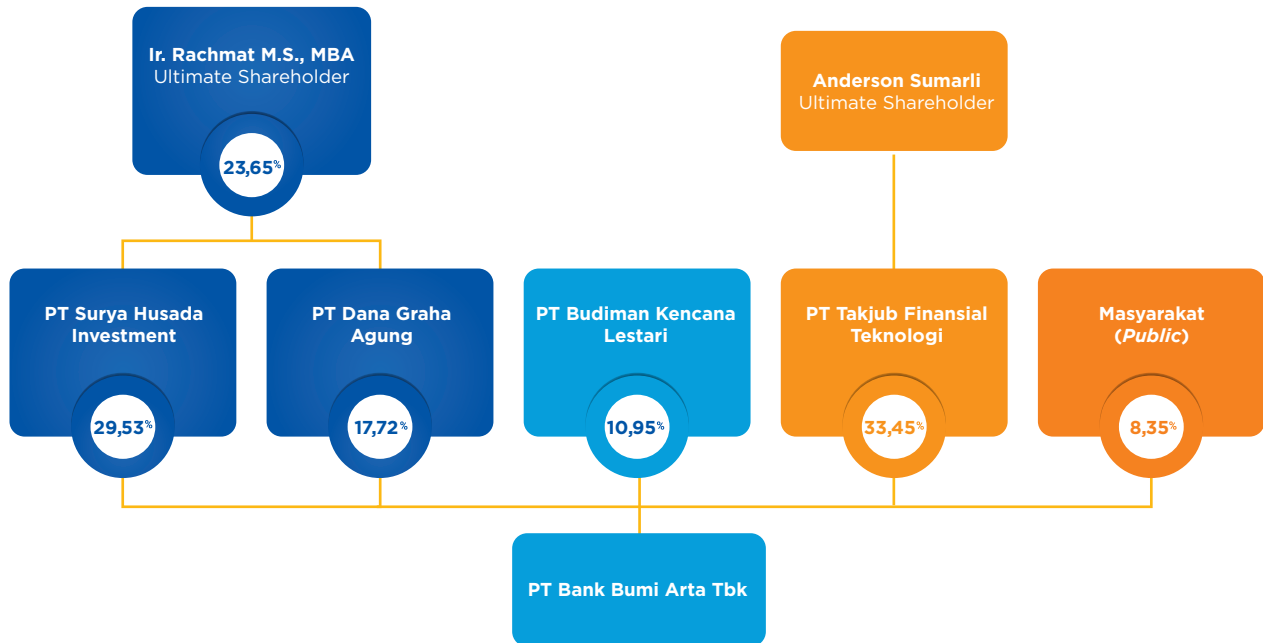 Ir. Rachmat M.S., MBA
Ultimate Shareholder
23,65%
Anderson Sumarli
Ultimate Shareholder
PT Surya Husada
Investment
29,53%
PT Dana Graha
Agung
17,72%
PT Budiman Kencana
Lestari
10,95%
PT Takjub Finansial
Teknologi
33,45%
Masyarakat
(Public)
8,35%
PT Bank Bumi Arta Tbk